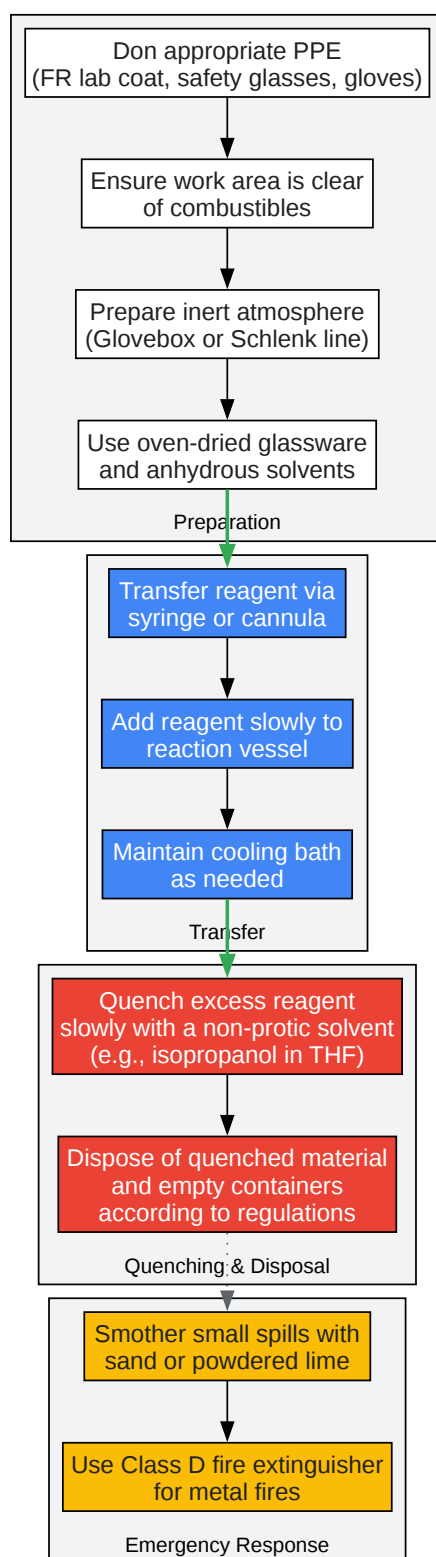 Don appropriate PPE
(FR lab coat, safety glasses, gloves)
Ensure work area is clear
of combustibles
Prepare inert atmosphere
(Glovebox or Schlenk line)
Use oven-dried glassware
and anhydrous solvents
Preparation
Transfer reagent via
syringe or cannula
Add reagent slowly to
reaction vessel
Maintain cooling bath
as needed
Transfer
Quench excess reagent
slowly with a non-protic solvent
(e.g., isopropanol in THF)
Dispose of quenched material
and empty containers
according to regulations
Quenching & Disposal
Smother small spills with
sand or powdered lime
Use Class D fire extinguisher
for metal fires
Emergency Response